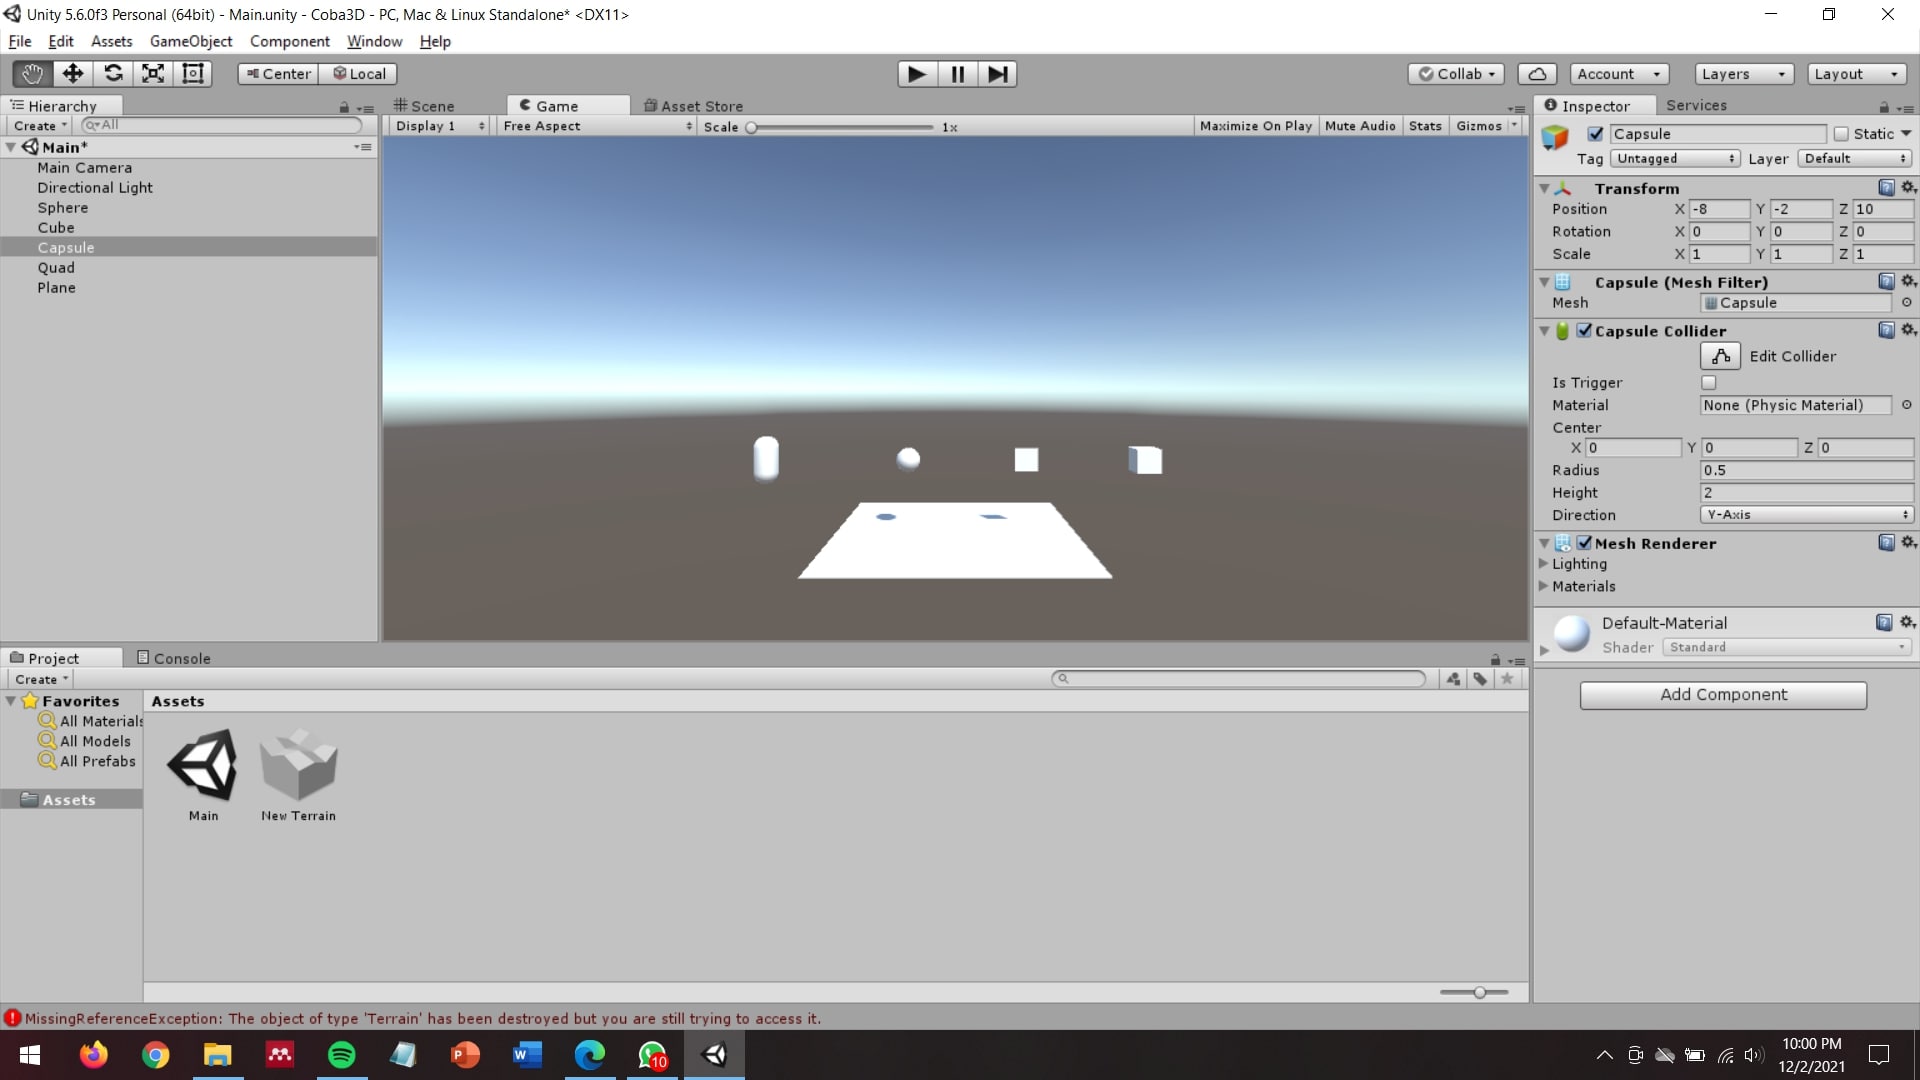 Unity 5.6.0f3 Personal (64bit) - Main.unity - Coba3D - PC, Mac & Linux Standalone* <DX11>
File Edit Assets GameObject Component Window Help
Center Local Collab Account Layers Layout
Hierarchy
Create All
Main*
Main Camera
Directional Light
Sphere
Cube
Capsule
Quad
Plane
Scene Game Asset Store
Display 1 Free Aspect Scale 1x Maximize On Play Mute Audio Stats Gizmos
Inspector Services
Capsule Static
Tag Untagged Layer Default
Transform
Position X -8 Y -2 Z 10
Rotation X 0 Y 0 Z 0
Scale X 1 Y 1 Z 1
Capsule (Mesh Filter)
Mesh Capsule
Capsule Collider
Edit Collider
Is Trigger
Material None (Physic Material)
Center
X 0 Y 0 Z 0
Radius 0.5
Height 2
Direction Y-Axis
Mesh Renderer
Lighting
Materials
Default-Material
Shader Standard
Add Component
Project Console
Create
Favorites
All Materials
All Models
All Prefabs
Assets
Assets
Main New Terrain
MissingReferenceException: The object of type 'Terrain' has been destroyed but you are still trying to access it.
10
10:00 PM
12/2/2021